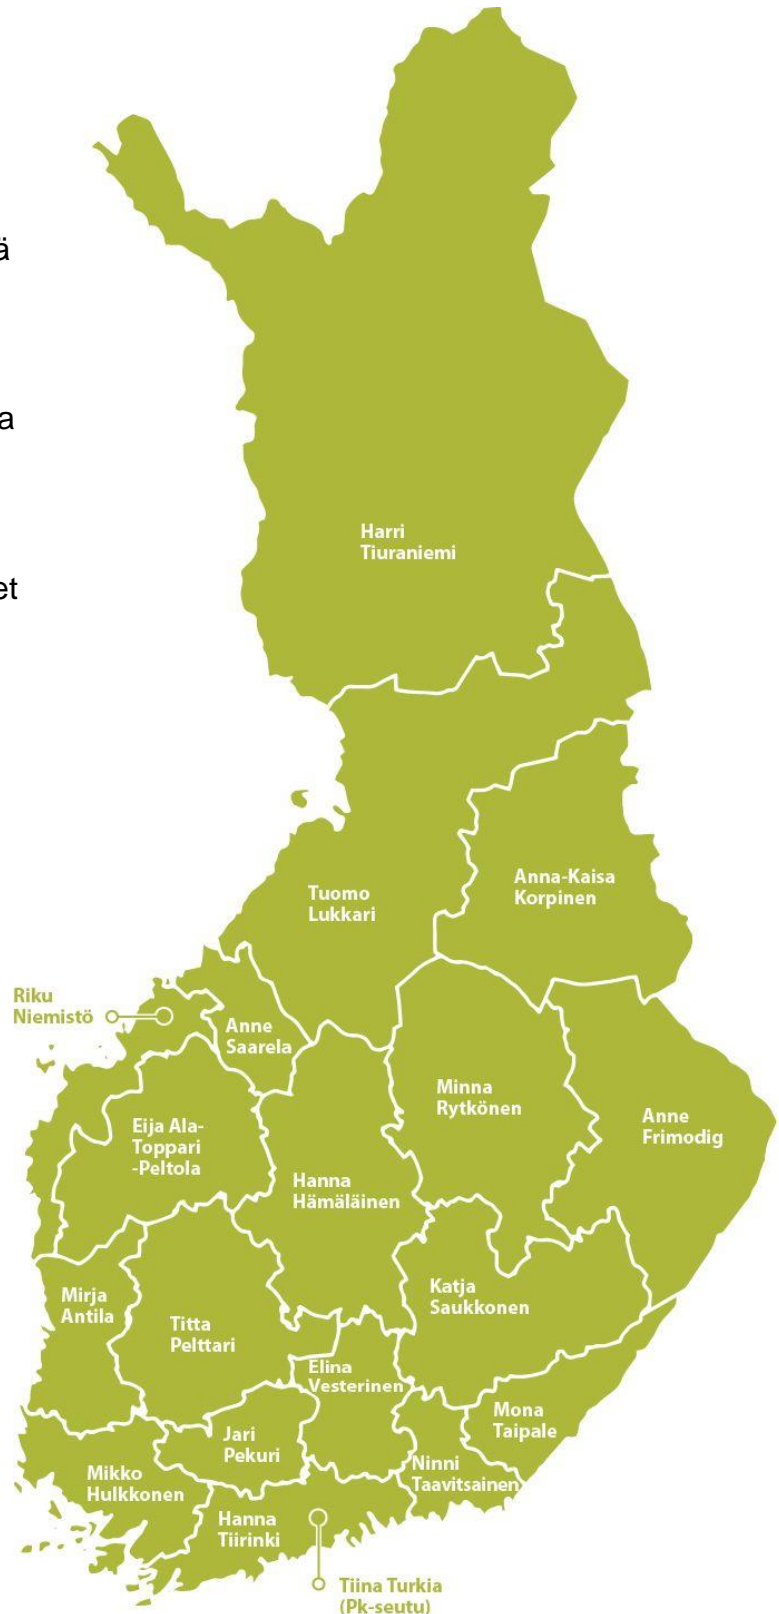 ä
a
et
Harri
Tiuraniemi
Tuomo
Lukkari
Anna-Kaisa
Korpinen
Riku
Niemistö
Anne
Saarela
Eija Ala-
Toppari
-Peltola
Hanna
Hämäläinen
Minna
Rytkönen
Anne
Frimodig
Mirja
Antila
Titta
Pelttari
Katja
Saukkonen
Elina
Vesterinen
Mona
Taipale
Jari
Pekuri
Ninni
Taavitsainen
Mikko
Hulkkonen
Hanna
Tiirinki
Tiina Turkia
(Pk-seutu)